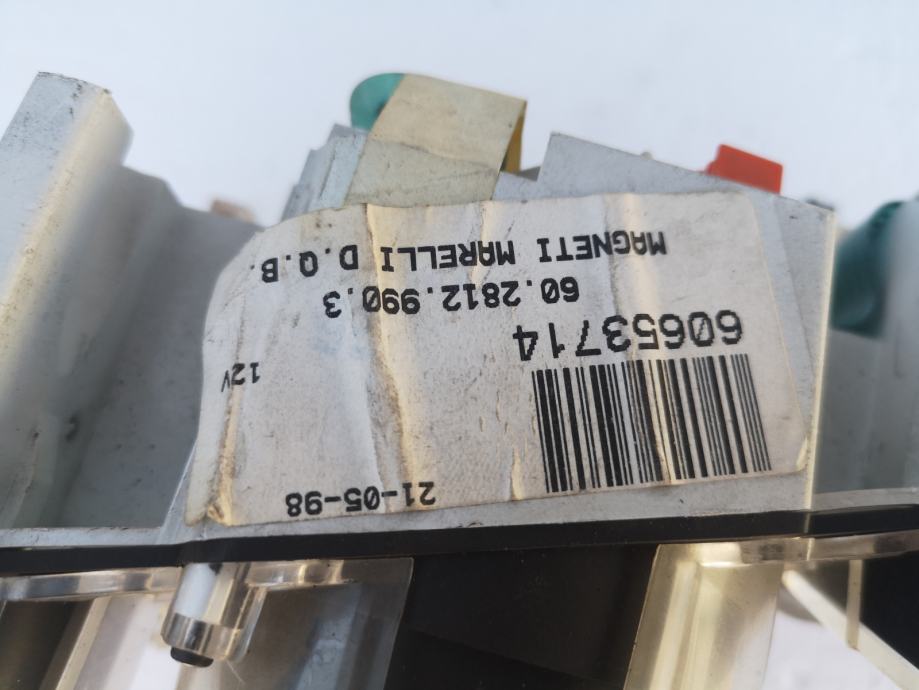 21-05-98
60653714
12V
60.2812.990.3
MAGNETI MARELLI D.Q.B.